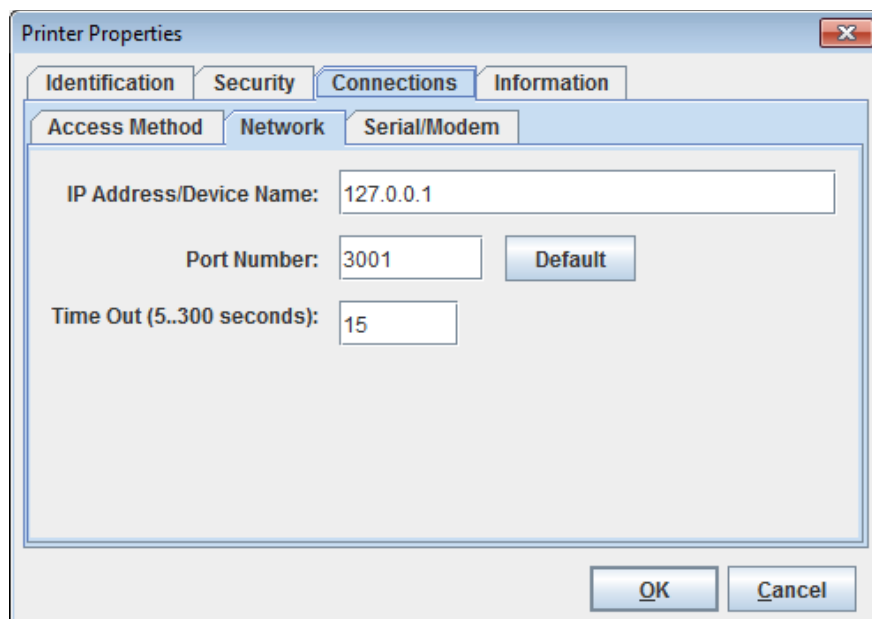 Printer Properties
Identification Security Connections Information
Access Method Network Serial/Modem
IP Address/Device Name: 127.0.0.1
Port Number: 3001 Default
Time Out (5..300 seconds): 15
OK Cancel